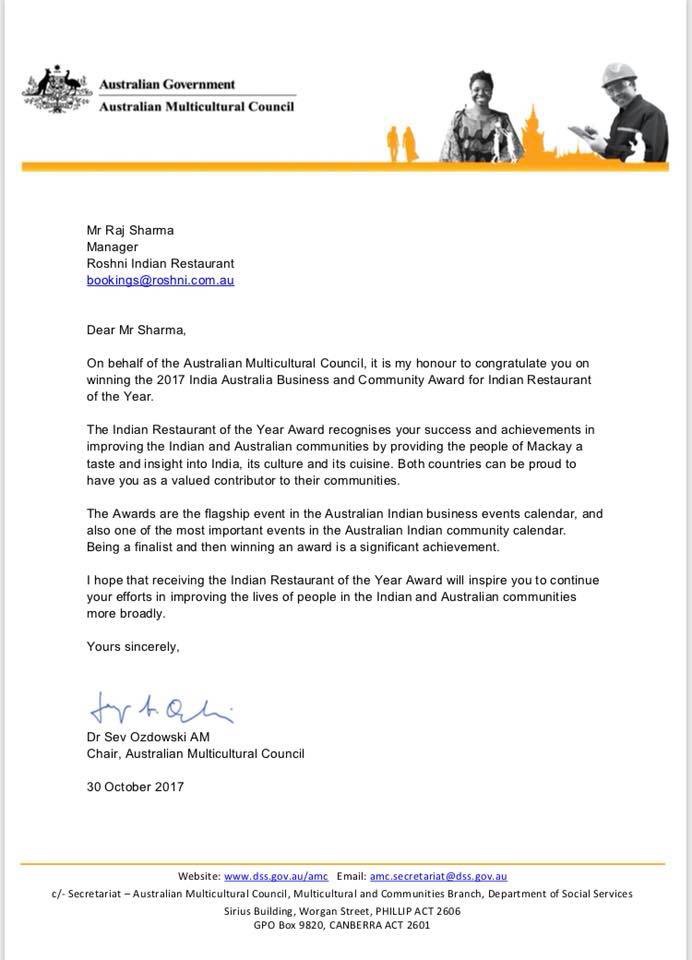 Australian Government
Australian Multicultural Council
Mr Raj Sharma
Manager
Roshni Indian Restaurant
bookings@roshni.com.au
Dear Mr Sharma,
On behalf of the Australian Multicultural Council, it is my honour to congratulate you on
winning the 2017 India Australia Business and Community Award for Indian Restaurant
of the Year.
The Indian Restaurant of the Year Award recognises your success and achievements in
improving the Indian and Australian communities by providing the people of Mackay a
taste and insight into India, its culture and its cuisine. Both countries can be proud to
have you as a valued contributor to their communities.
The Awards are the flagship event in the Australian Indian business events calendar, and
also one of the most important events in the Australian Indian community calendar.
Being a finalist and then winning an award is a significant achievement.
I hope that receiving the Indian Restaurant of the Year Award will inspire you to continue
your efforts in improving the lives of people in the Indian and Australian communities
more broadly.
Yours sincerely,
Dr Sev Ozdowski AM
Chair, Australian Multicultural Council
30 October 2017
Website: www.dss.gov.au/amc Email: amc.secretariat@dss.gov.au
c/- Secretariat – Australian Multicultural Council, Multicultural and Communities Branch, Department of Social Services
Sirius Building, Worgan Street, PHILLIP ACT 2606
GPO Box 9820, CANBERRA ACT 2601